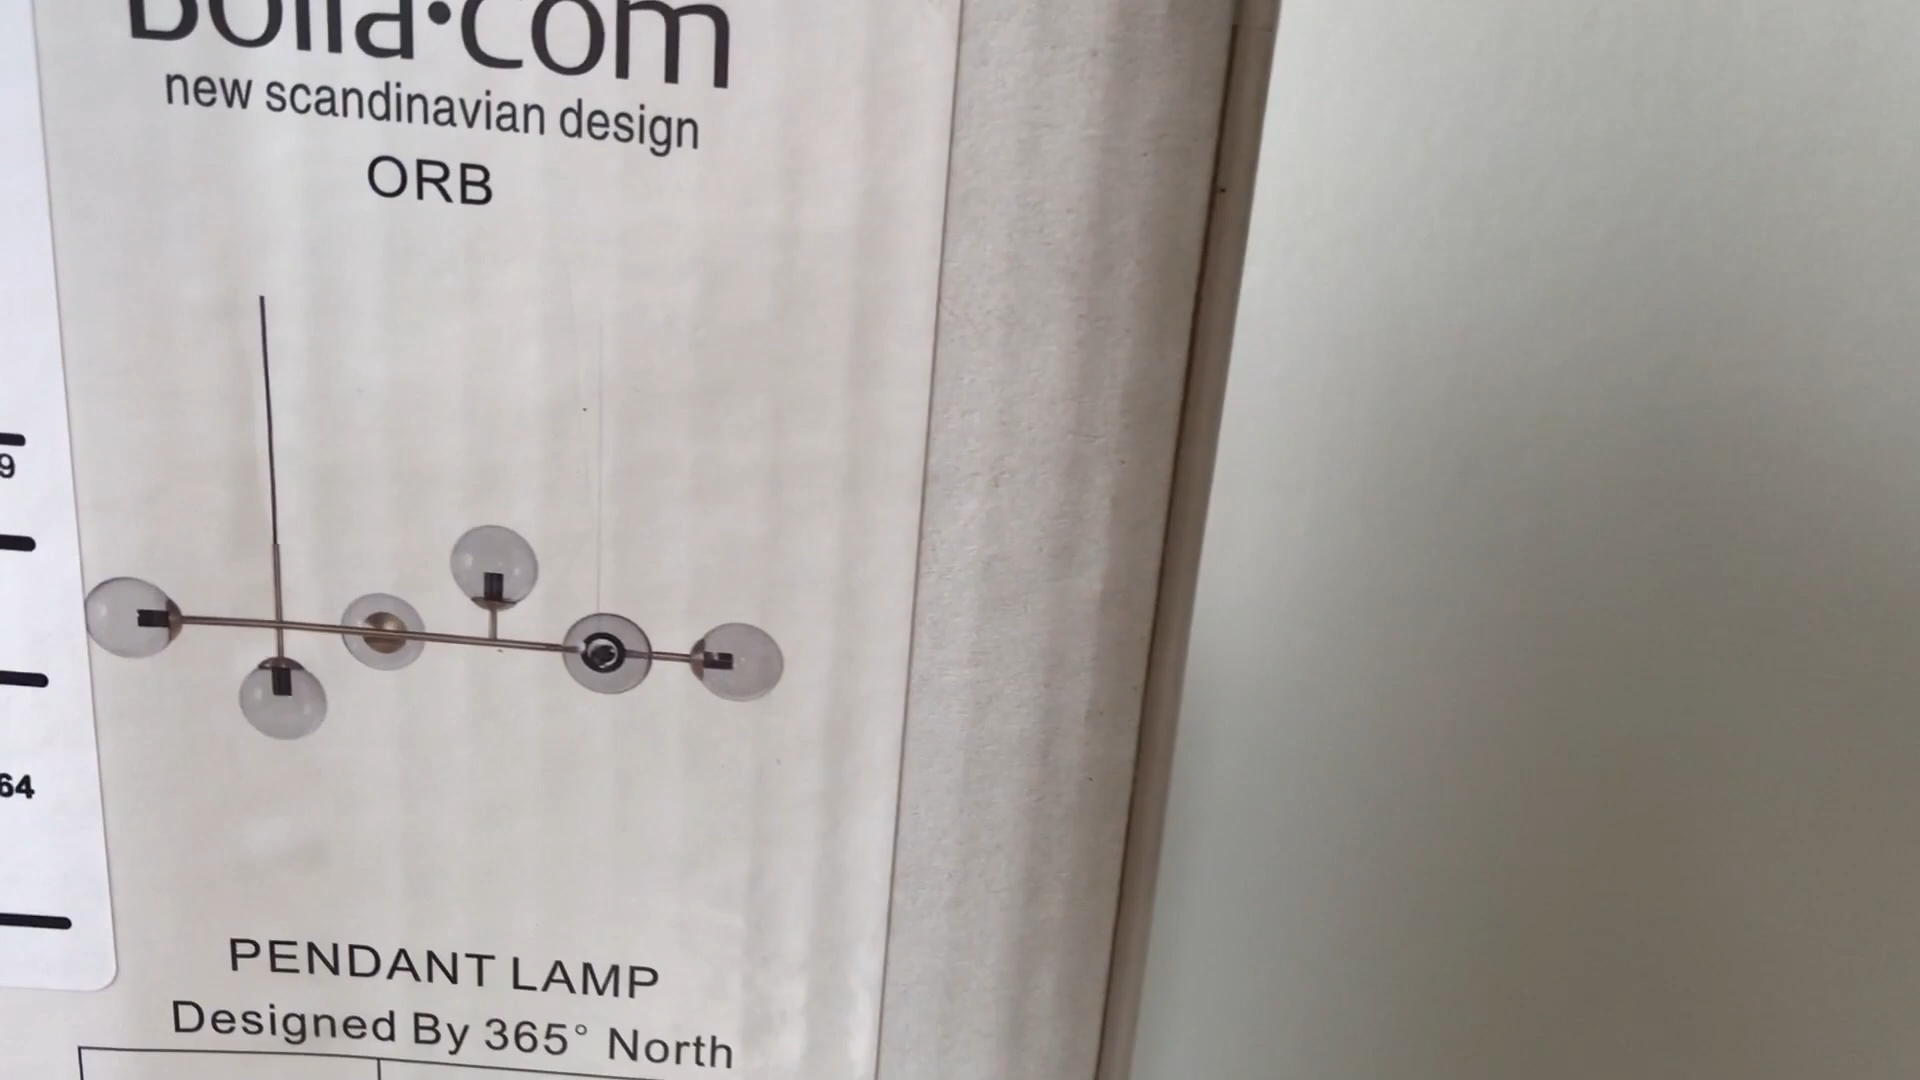 new scandinavian design
ORB
9
64
PENDANT LAMP
Designed By 365° North